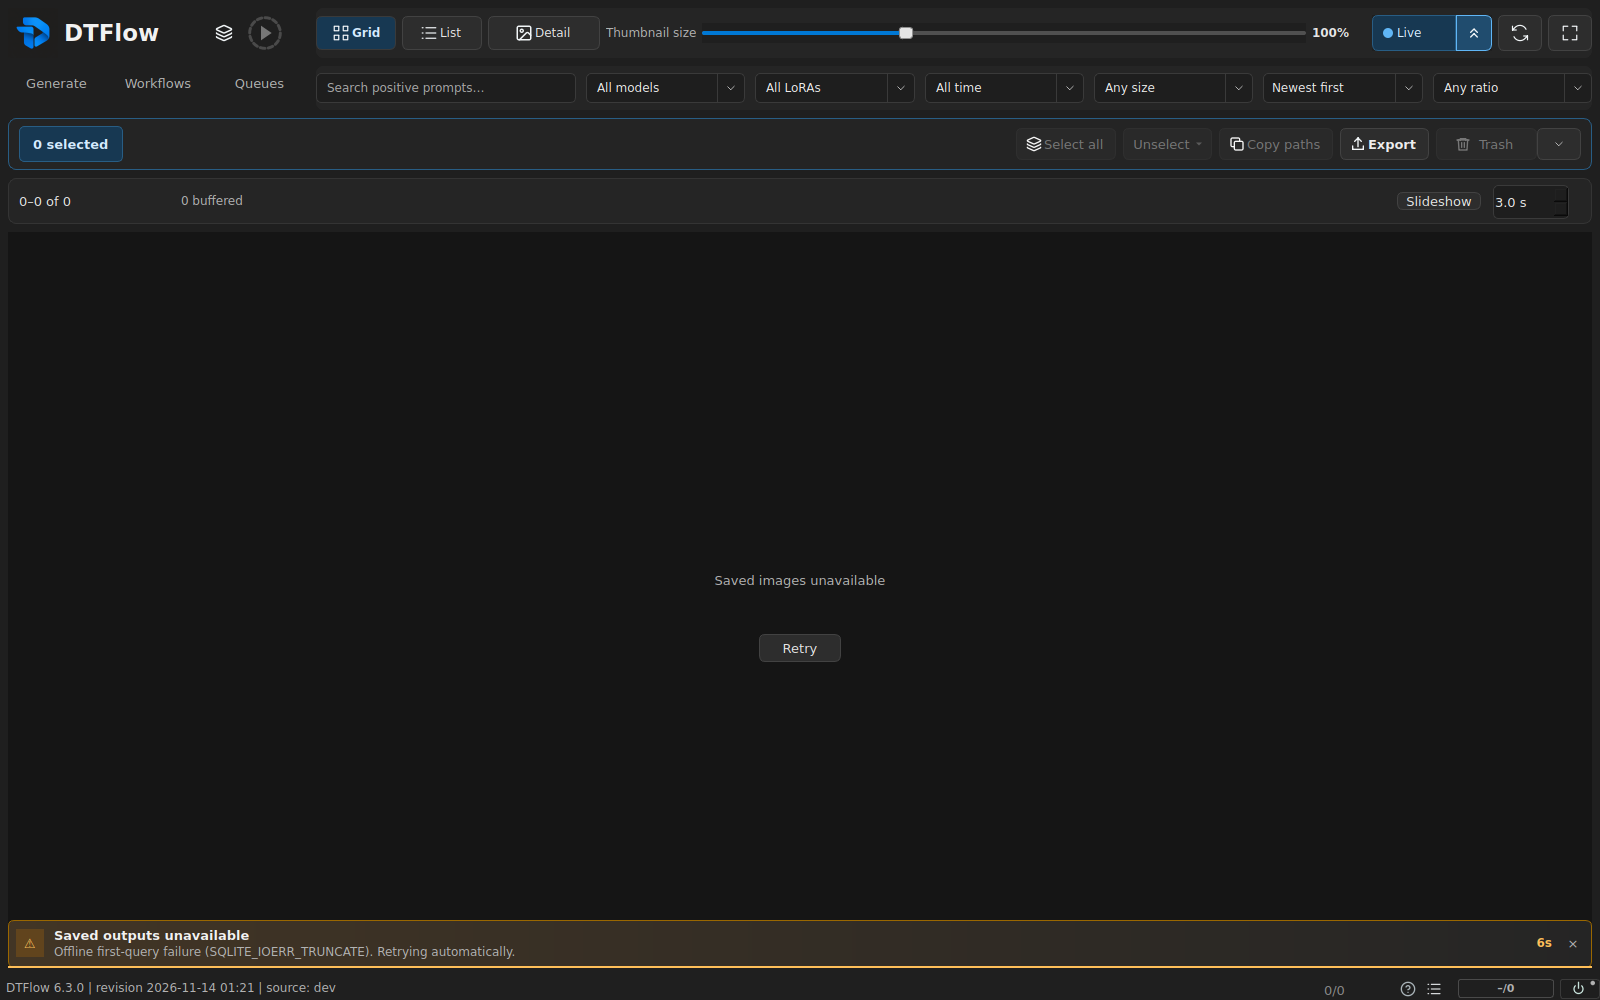 DTFlow
Grid
List
Detail
Thumbnail size
100%
Live
Generate
Workflows
Queues
Search positive prompts...
All models
All LoRAs
All time
Any size
Newest first
Any ratio
0 selected
Select all
Unselect
Copy paths
Export
Trash
0–0 of 0
0 buffered
Slideshow
3.0 s
Saved images unavailable
Retry
Saved outputs unavailable
Offline first-query failure (SQLITE_IOERR_TRUNCATE). Retrying automatically.
6s
DTFlow 6.3.0 | revision 2026-11-14 01:21 | source: dev
0/0
–/0